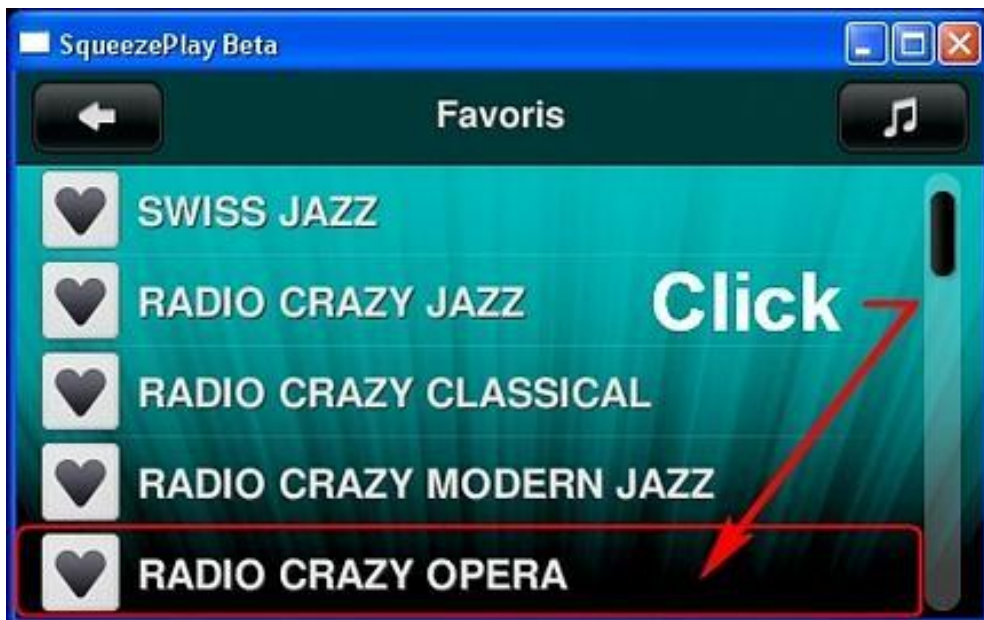 SqueezePlay Beta
Favoris
SWISS JAZZ
RADIO CRAZY JAZZ
Click
RADIO CRAZY CLASSICAL
RADIO CRAZY MODERN JAZZ
RADIO CRAZY OPERA